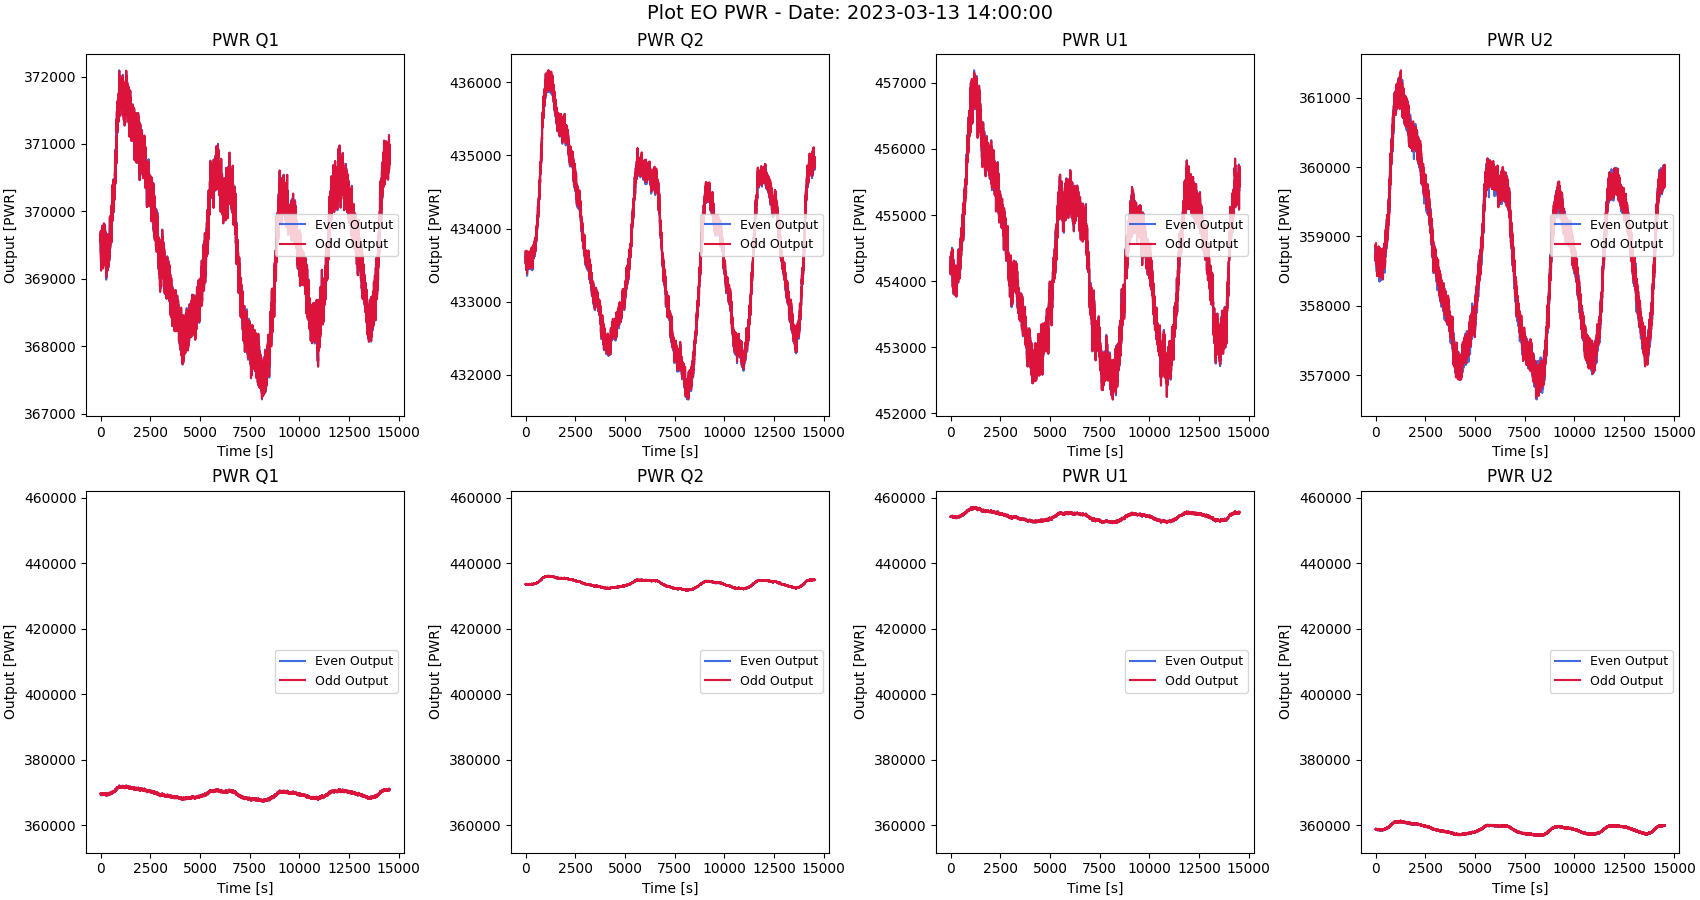 Plot EO PWR - Date: 2023-03-13 14:00:00
PWR Q1
372000
371000
370000
369000
368000
367000
Output [PWR]
0 2500 5000 7500 10000 12500 15000
Time [s]
Even Output
Odd Output
PWR Q2
436000
435000
434000
433000
432000
Output [PWR]
0 2500 5000 7500 10000 12500 15000
Time [s]
Even Output
Odd Output
PWR U1
457000
456000
455000
454000
453000
452000
Output [PWR]
0 2500 5000 7500 10000 12500 15000
Time [s]
Even Output
Odd Output
PWR U2
361000
360000
359000
358000
357000
Output [PWR]
0 2500 5000 7500 10000 12500 15000
Time [s]
Even Output
Odd Output
PWR Q1
460000
440000
420000
400000
380000
360000
Output [PWR]
0 2500 5000 7500 10000 12500 15000
Time [s]
Even Output
Odd Output
PWR Q2
460000
440000
420000
400000
380000
360000
Output [PWR]
0 2500 5000 7500 10000 12500 15000
Time [s]
Even Output
Odd Output
PWR U1
460000
440000
420000
400000
380000
360000
Output [PWR]
0 2500 5000 7500 10000 12500 15000
Time [s]
Even Output
Odd Output
PWR U2
460000
440000
420000
400000
380000
360000
Output [PWR]
0 2500 5000 7500 10000 12500 15000
Time [s]
Even Output
Odd Output